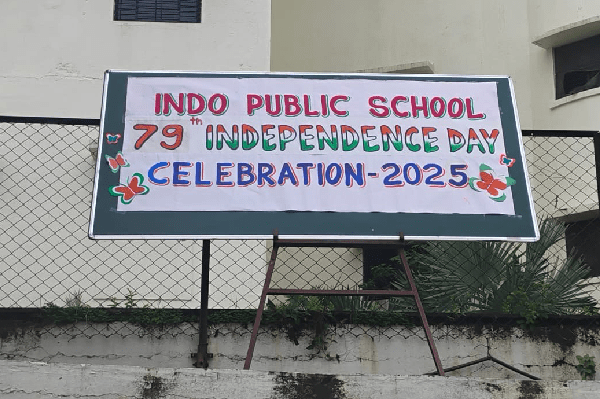 INDO PUBLIC SCHOOL
79th INDEPENDENCE DAY
CELEBRATION-2025